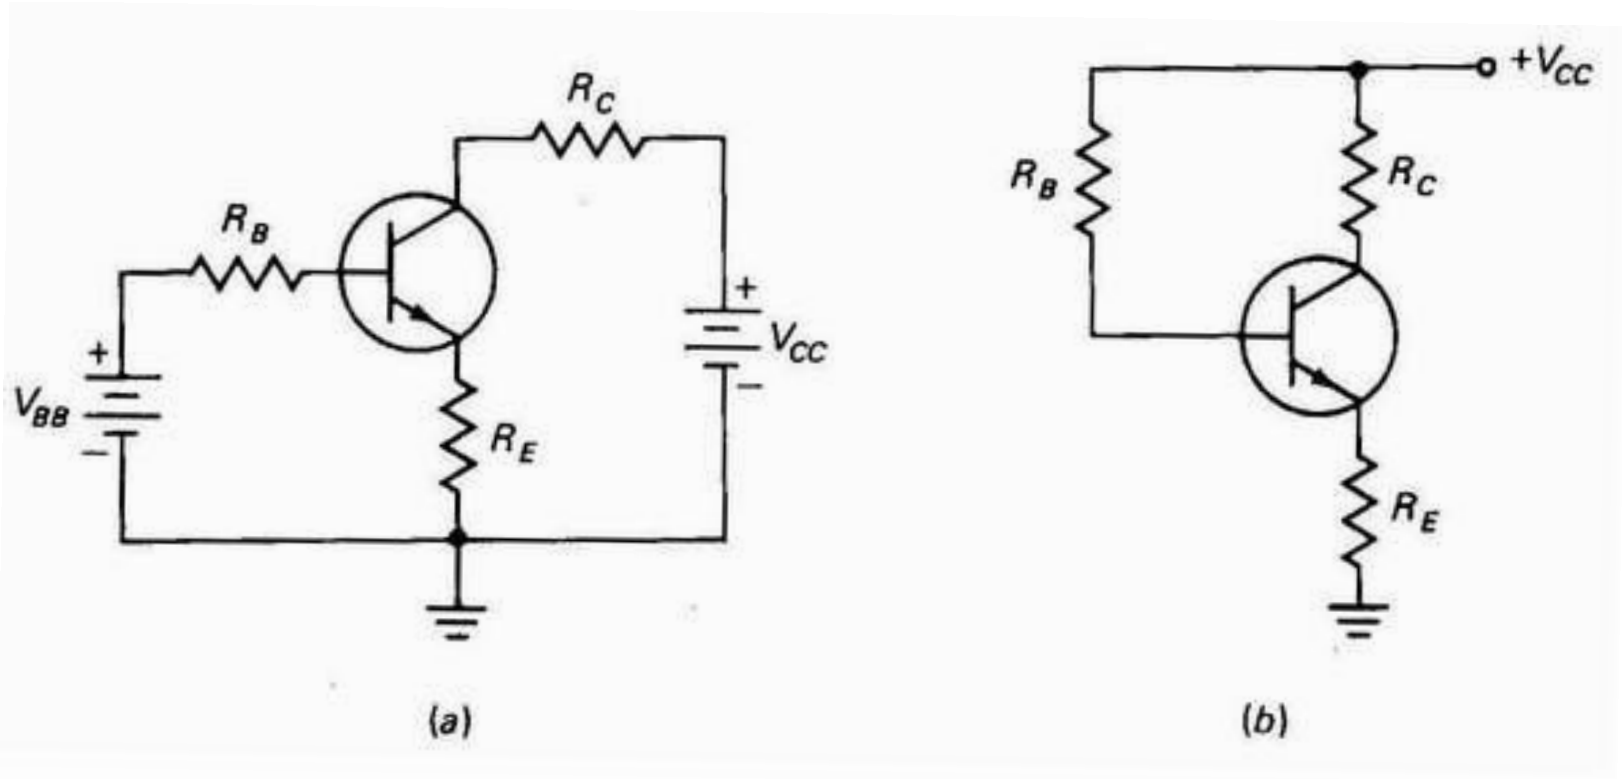 R_C
R_B
+
V_BB
−
R_E
+
V_CC
−
(a)
+V_CC
R_B
R_C
R_E
(b)